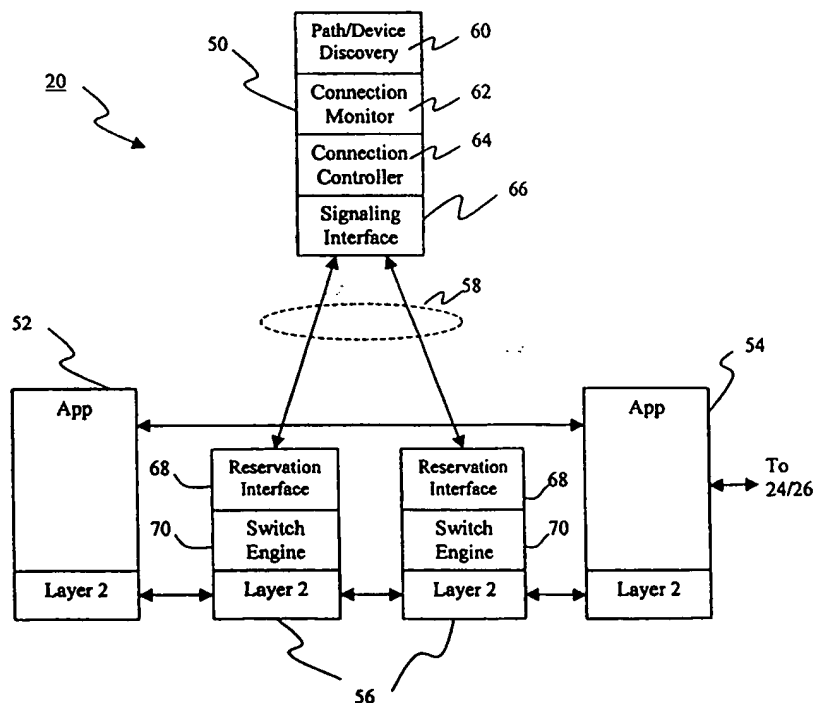 Path/Device
Discovery
60
50
20
Connection
Monitor
62
Connection
Controller
64
Signaling
Interface
66
58
52
54
App
App
To
24/26
68
Reservation
Interface
Reservation
Interface
68
70
Switch
Engine
Switch
Engine
70
Layer 2
Layer 2
Layer 2
Layer 2
56